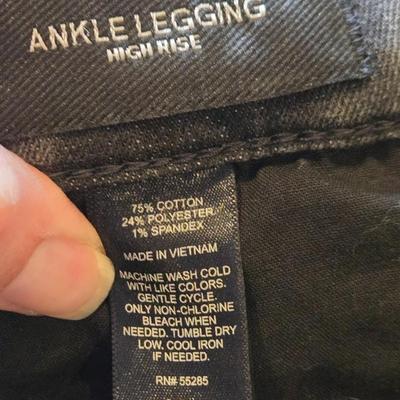 ANKLE LEGGING
HIGH RISE
75% COTTON
24% POLYESTER
1% SPANDEX
MADE IN VIETNAM
MACHINE WASH COLD
WITH LIKE COLORS.
GENTLE CYCLE.
ONLY NON-CHLORINE
BLEACH WHEN
NEEDED. TUMBLE DRY
LOW. COOL IRON
IF NEEDED.
RN# 55285